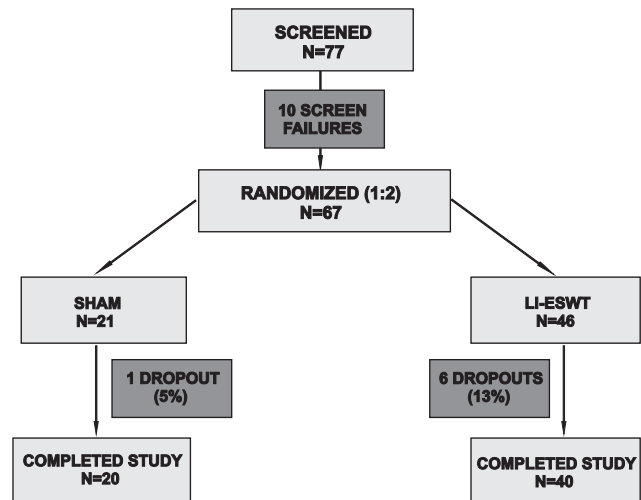 SCREENED
N=77
10 SCREEN
FAILURES
RANDOMIZED (1:2)
N=67
SHAM
N=21
LI-ESWT
N=46
1 DROPOUT
(5%)
6 DROPOUTS
(13%)
COMPLETED STUDY
N=20
COMPLETED STUDY
N=40